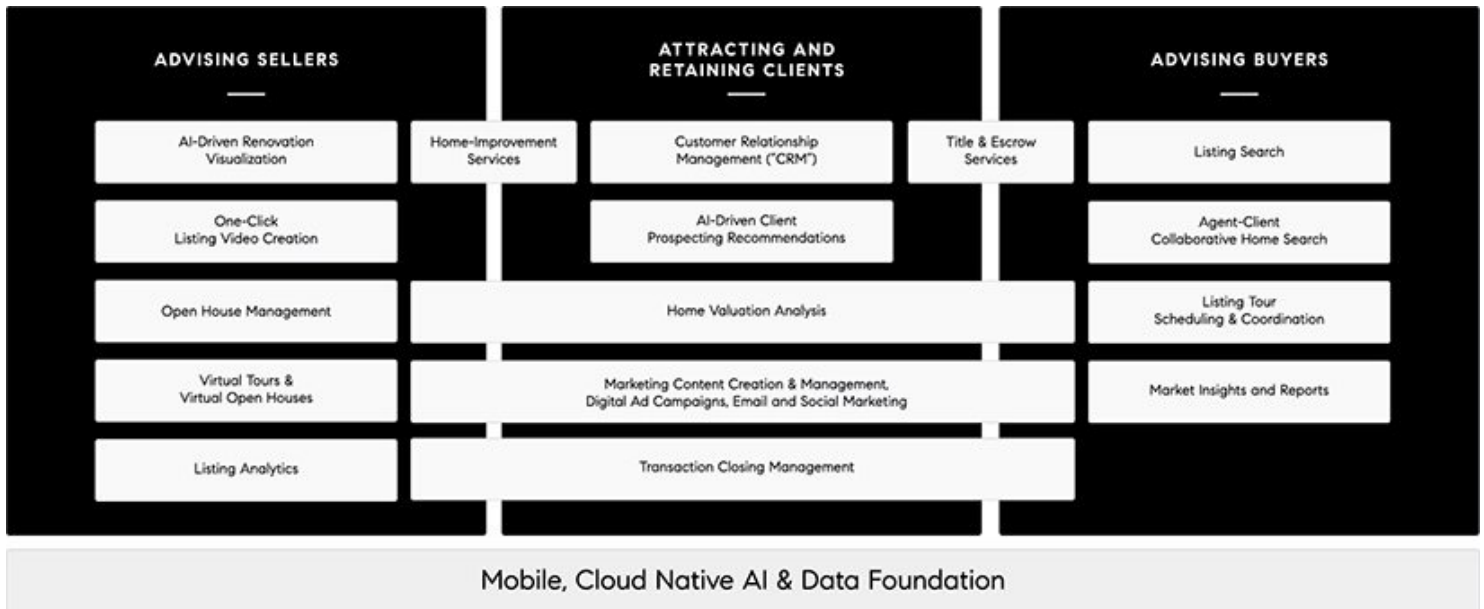 ADVISING SELLERS
ATTRACTING AND
RETAINING CLIENTS
ADVISING BUYERS
AI-Driven Renovation
Visualization
Home-Improvement
Services
Customer Relationship
Management ("CRM")
Title & Escrow
Services
Listing Search
One-Click
Listing Video Creation
AI-Driven Client
Prospecting Recommendations
Agent-Client
Collaborative Home Search
Open House Management
Home Valuation Analysis
Listing Tour
Scheduling & Coordination
Virtual Tours &
Virtual Open Houses
Marketing Content Creation & Management,
Digital Ad Campaigns, Email and Social Marketing
Market Insights and Reports
Listing Analytics
Transaction Closing Management
Mobile, Cloud Native AI & Data Foundation